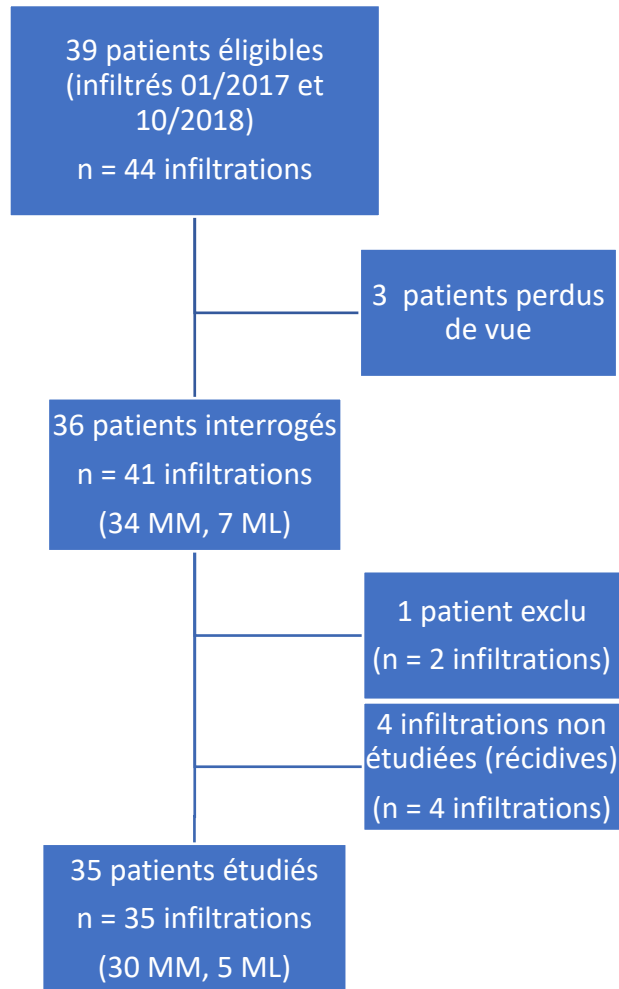 39 patients éligibles
(infiltrés 01/2017 et
10/2018)
n = 44 infiltrations
3 patients perdus
de vue
36 patients interrogés
n = 41 infiltrations
(34 MM, 7 ML)
1 patient exclu
(n = 2 infiltrations)
4 infiltrations non
étudiées (récidives)
(n = 4 infiltrations)
35 patients étudiés
n = 35 infiltrations
(30 MM, 5 ML)